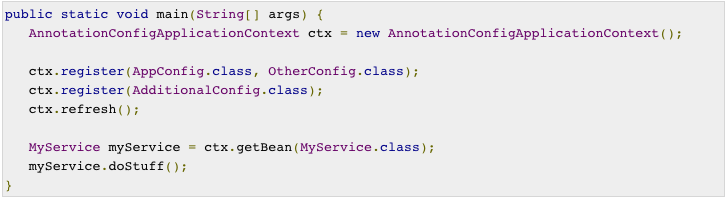 public static void main(String[] args) {
    AnnotationConfigApplicationContext ctx = new AnnotationConfigApplicationContext();
    ctx.register(AppConfig.class, OtherConfig.class);
    ctx.register(AdditionalConfig.class);
    ctx.refresh();
    MyService myService = ctx.getBean(MyService.class);
    myService.doStuff();
}